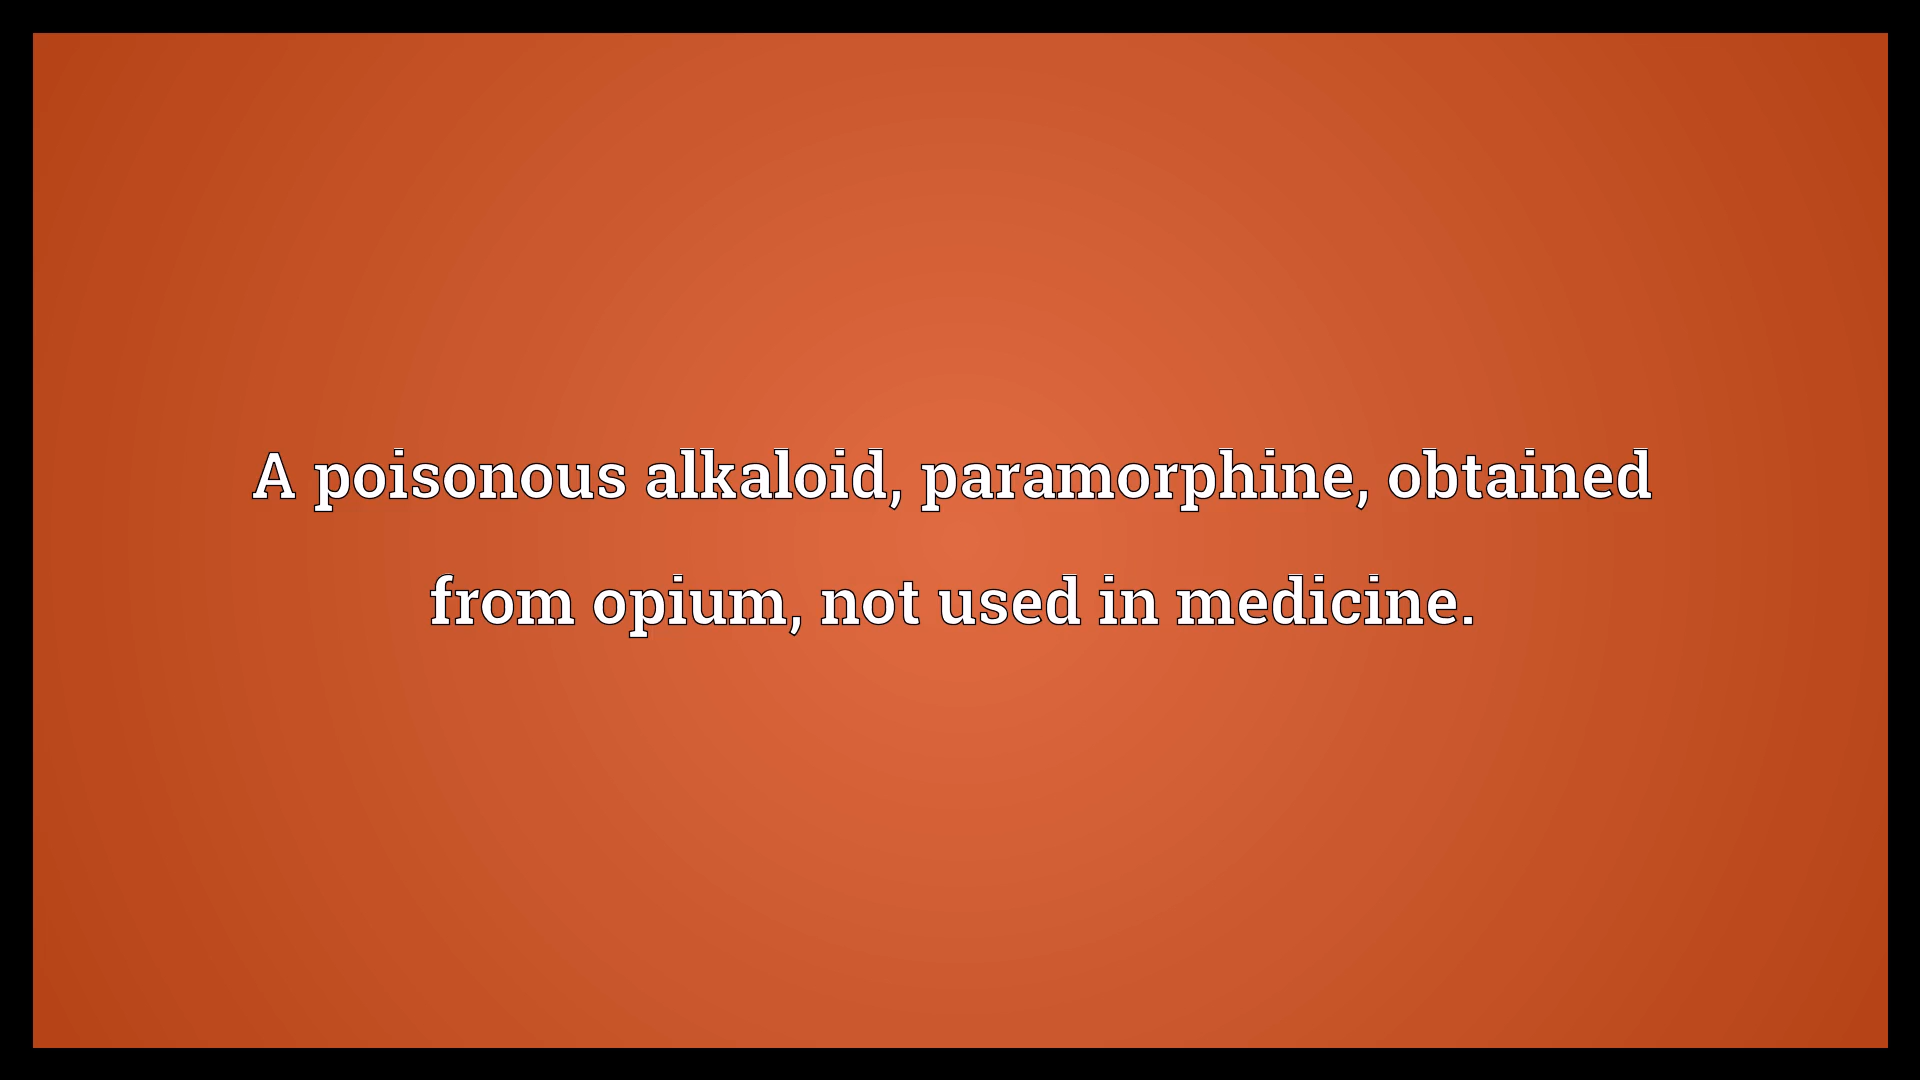 A poisonous alkaloid, paramorphine, obtained
from opium, not used in medicine.